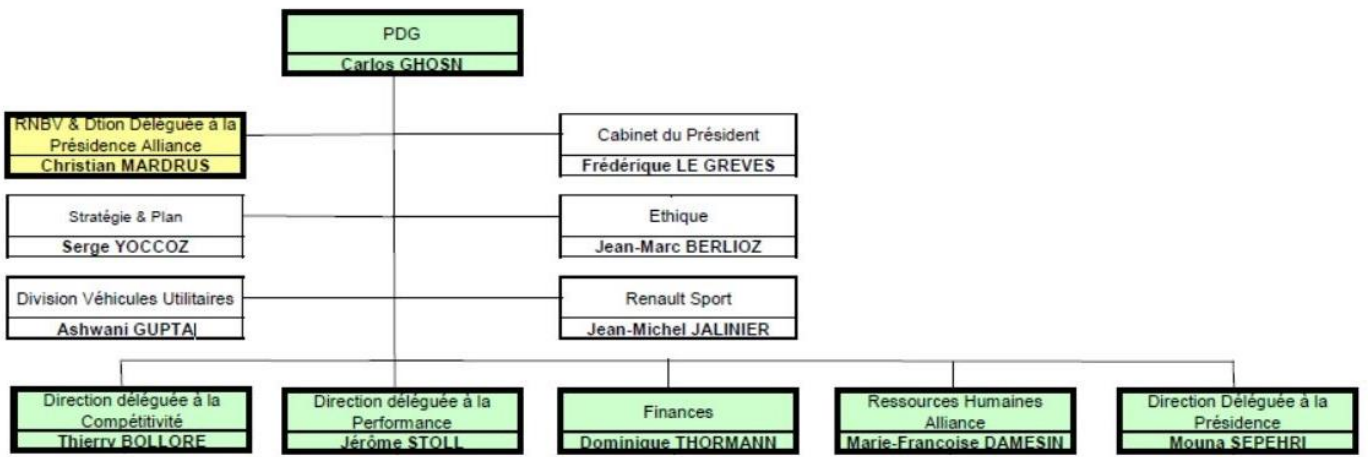 PDG
Carlos GHOSN
RNBV & Dtion Déléguée à la
Présidence Alliance
Christian MARDRUS
Cabinet du Président
Frédérique LE GREVES
Stratégie & Plan
Serge YOCCOZ
Ethique
Jean-Marc BERLIOZ
Division Véhicules Utilitaires
Ashwani GUPTA
Renault Sport
Jean-Michel JALINIER
Direction déléguée à la
Compétitivité
Thierry BOLLORE
Direction déléguée à la
Performance
Jérôme STOLL
Finances
Dominique THORMANN
Ressources Humaines
Alliance
Marie-Françoise DAMESIN
Direction Déléguée à la
Présidence
Mouna SEPEHRI